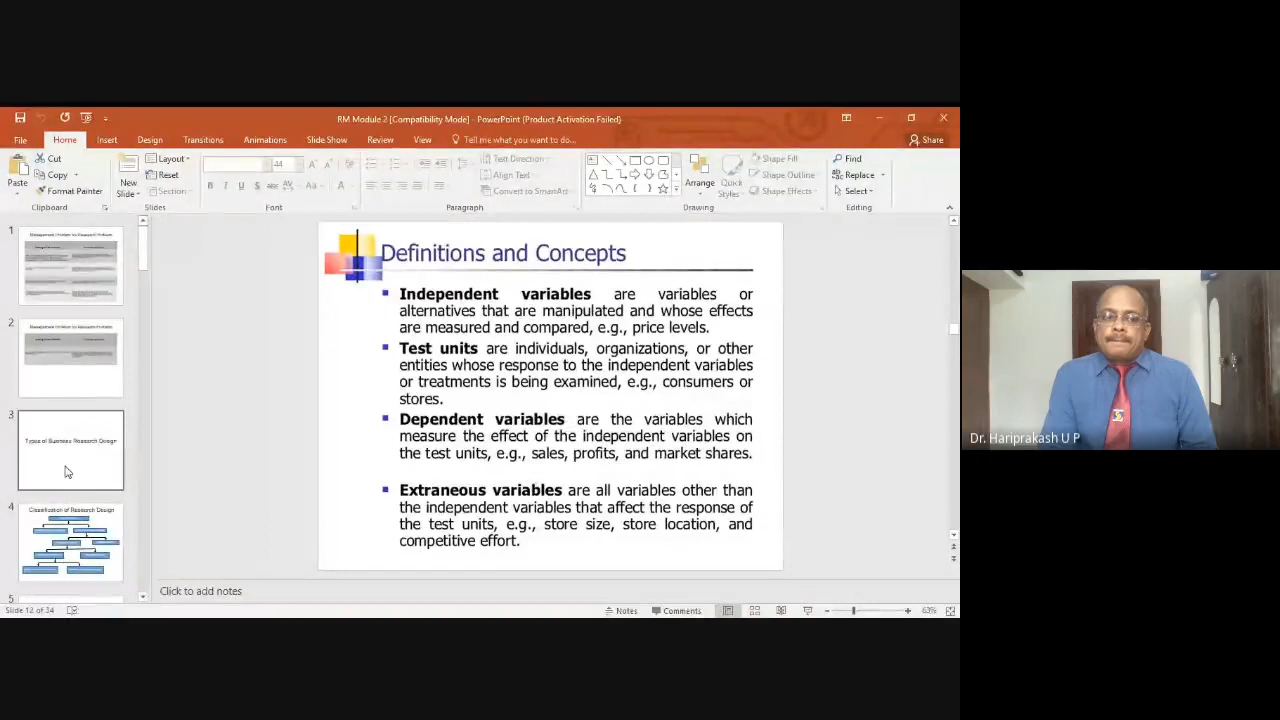 RM Module 2 [Compatibility Mode] - PowerPoint (Product Activation Failed)
File Home Insert Design Transitions Animations Slide Show Review View Tell me what you want to do... Share
Paste
Cut
Copy
Format Painter
Clipboard
New
Slide
Layout
Reset
Section
Slides
44
Font
Text Direction
Align Text
Convert to SmartArt
Paragraph
Arrange
Quick
Styles
Shape Fill
Shape Outline
Shape Effects
Drawing
Find
Replace
Select
Editing
1
2
3
Types of Business Research Design
4
Classification of Research Design
5
Definitions and Concepts
Independent variables are variables or
alternatives that are manipulated and whose effects
are measured and compared, e.g., price levels.
Test units are individuals, organizations, or other
entities whose response to the independent variables
or treatments is being examined, e.g., consumers or
stores.
Dependent variables are the variables which
measure the effect of the independent variables on
the test units, e.g., sales, profits, and market shares.
Extraneous variables are all variables other than
the independent variables that affect the response of
the test units, e.g., store size, store location, and
competitive effort.
Click to add notes
Slide 12 of 34
Notes Comments 63%
Dr. Hariprakash U P